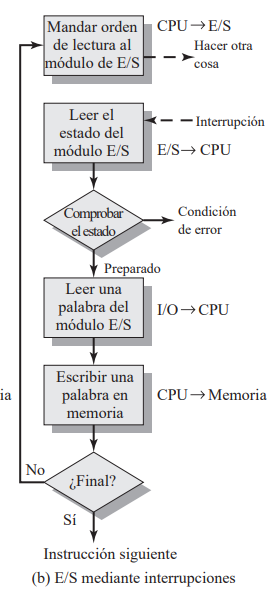 Mandar orden
de lectura al
módulo de E/S
CPU→E/S
Hacer otra
cosa
Leer el
estado del
módulo E/S
Interrupción
E/S→CPU
Comprobar
el estado
Condición
de error
Preparado
Leer una
palabra del
módulo E/S
I/O→CPU
Escribir una
palabra en
memoria
CPU→Memoria
ia
No
¿Final?
Sí
Instrucción siguiente
(b) E/S mediante interrupciones